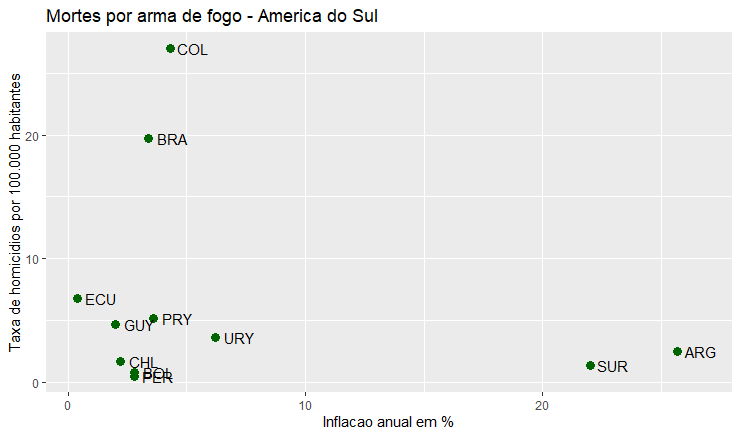 Mortes por arma de fogo - America do Sul
Taxa de homicidios por 100.000 habitantes
20
10
0
COL
BRA
ECU
PRY
GUY
URY
ARG
CHL
SUR
BOL
PER
0
10
20
Inflacao anual em %